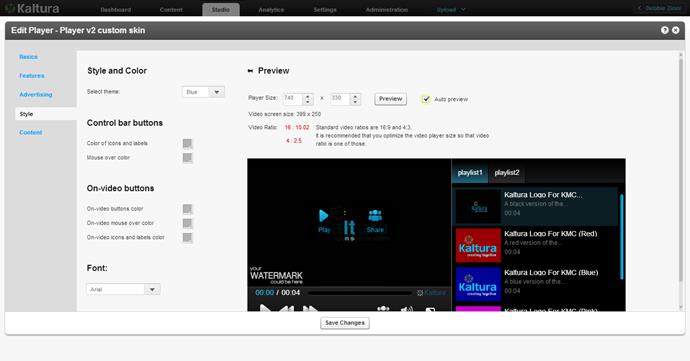 Kaltura
Dashboard Content Studio Analytics Settings Administration Upload
Edit Player - Player v2 custom skin
Basics
Features
Advertising
Style
Content
Style and Color
Select theme: Blue
Control bar buttons
Color of icons and labels
Mouse over color
On-video buttons
On-video buttons color
On-video mouse over color
On-video icons and labels color
Font:
Arial
Preview
Player Size: 740 x 330 Preview Auto preview
Video screen size: 399 x 250
Video Ratio: 16 : 10.02 Standard video ratios are 16:9 and 4:3.
It is recommended that you optimize the video player size so that video
4 : 2.5 ratio is one of those.
Play
Share
your
WATERMARK
could be here
00:00 / 00:04 Kaltura
playlist1 playlist2
Kaltura
Kaltura Logo For KMC...
A black version of the...
00:04
Kaltura
creating together
Kaltura Logo For KMC (Red)
A red version of the...
00:04
Kaltura
creating together
Kaltura Logo For KMC (Blue)
A blue version of the...
00:04
Kaltura Logo For KMC (Pink)
Save Changes